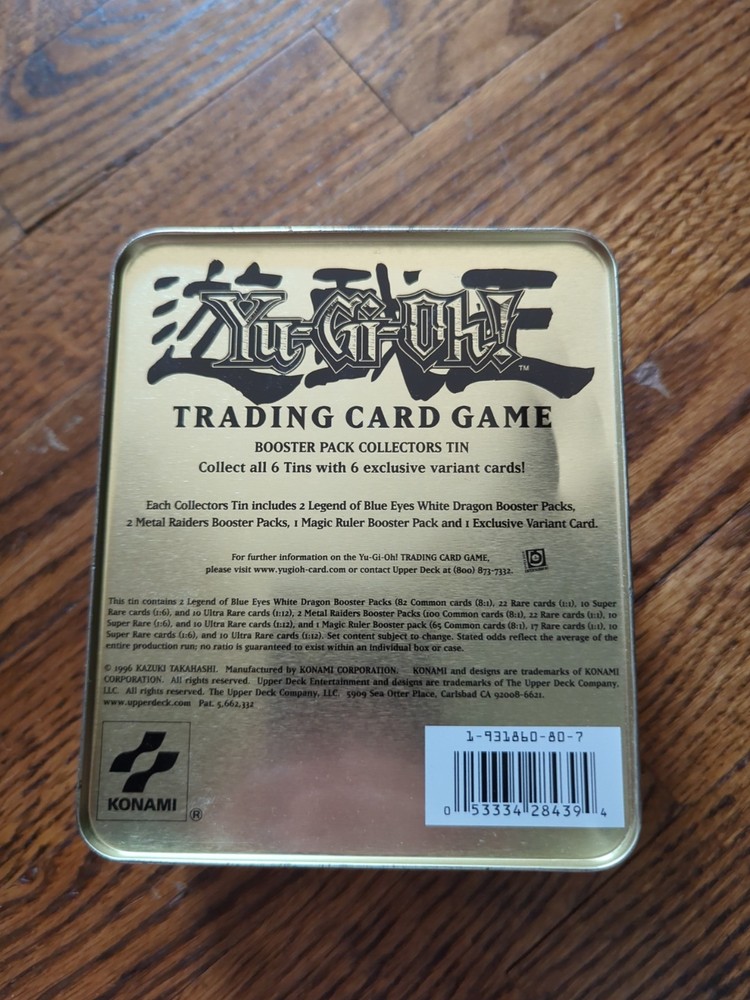 遊戯王
Yu-Gi-Oh!
TM
TRADING CARD GAME
BOOSTER PACK COLLECTORS TIN
Collect all 6 Tins with 6 exclusive variant cards!
Each Collectors Tin includes 2 Legend of Blue Eyes White Dragon Booster Packs,
2 Metal Raiders Booster Packs, 1 Magic Ruler Booster Pack and 1 Exclusive Variant Card.
For further information on the Yu-Gi-Oh! TRADING CARD GAME,
please visit www.yugioh-card.com or contact Upper Deck at (800) 873-7332.
This tin contains 2 Legend of Blue Eyes White Dragon Booster Packs (82 Common cards (8:1), 22 Rare cards (1:1), 10 Super
Rare cards (1:6), and 10 Ultra Rare cards (1:12), 2 Metal Raiders Booster Packs (100 Common cards (8:1), 22 Rare cards (1:1), 10
Super Rare (1:6), and 10 Ultra Rare cards (1:12), and 1 Magic Ruler Booster pack (65 Common cards (8:1), 17 Rare cards (1:1), 10
Super Rare cards (1:6), and 10 Ultra Rare cards (1:12). Set content subject to change. Stated odds reflect the average of the
entire production run; no ratio is guaranteed to exist within an individual box or case.
© 1996 KAZUKI TAKAHASHI. Manufactured by KONAMI CORPORATION. KONAMI and designs are trademarks of KONAMI
CORPORATION. All rights reserved. Upper Deck Entertainment and designs are trademarks of The Upper Deck Company,
LLC. All rights reserved. The Upper Deck Company, LLC. 5909 Sea Otter Place, Carlsbad CA 92008-6621.
www.upperdeck.com Pat. 5,662,332
KONAMI
®
1-931860-80-7
0 53334 28439 4